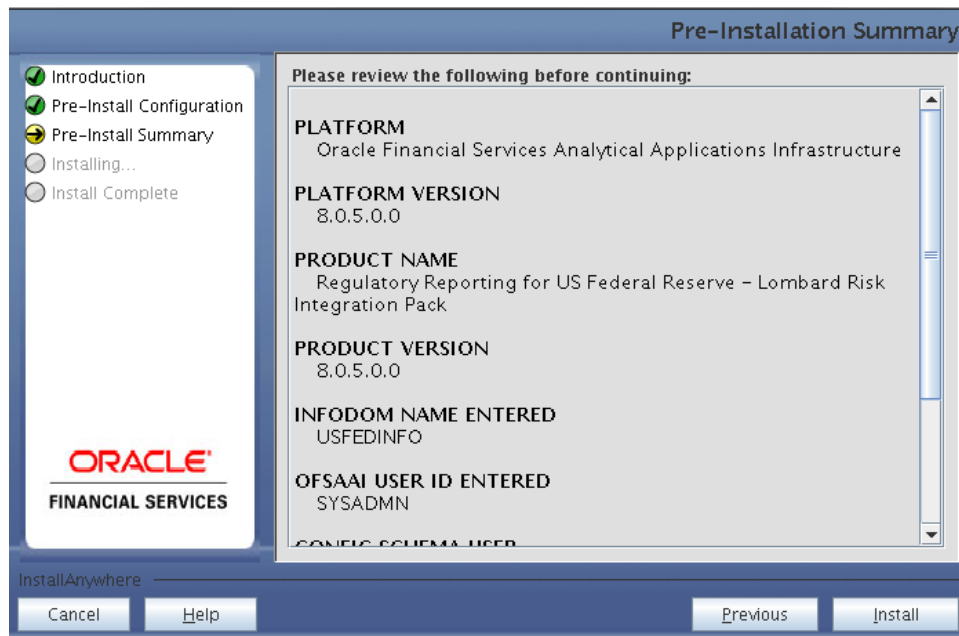 Pre-Installation Summary
Introduction
Pre-Install Configuration
Pre-Install Summary
Installing...
Install Complete
ORACLE
FINANCIAL SERVICES
Please review the following before continuing:
PLATFORM
Oracle Financial Services Analytical Applications Infrastructure
PLATFORM VERSION
8.0.5.0.0
PRODUCT NAME
Regulatory Reporting for US Federal Reserve – Lombard Risk
Integration Pack
PRODUCT VERSION
8.0.5.0.0
INFODOM NAME ENTERED
USFEDINFO
OFSAAI USER ID ENTERED
SYSADMN
CONFIG SCHEMA USER
InstallAnywhere
Cancel
Help
Previous
Install